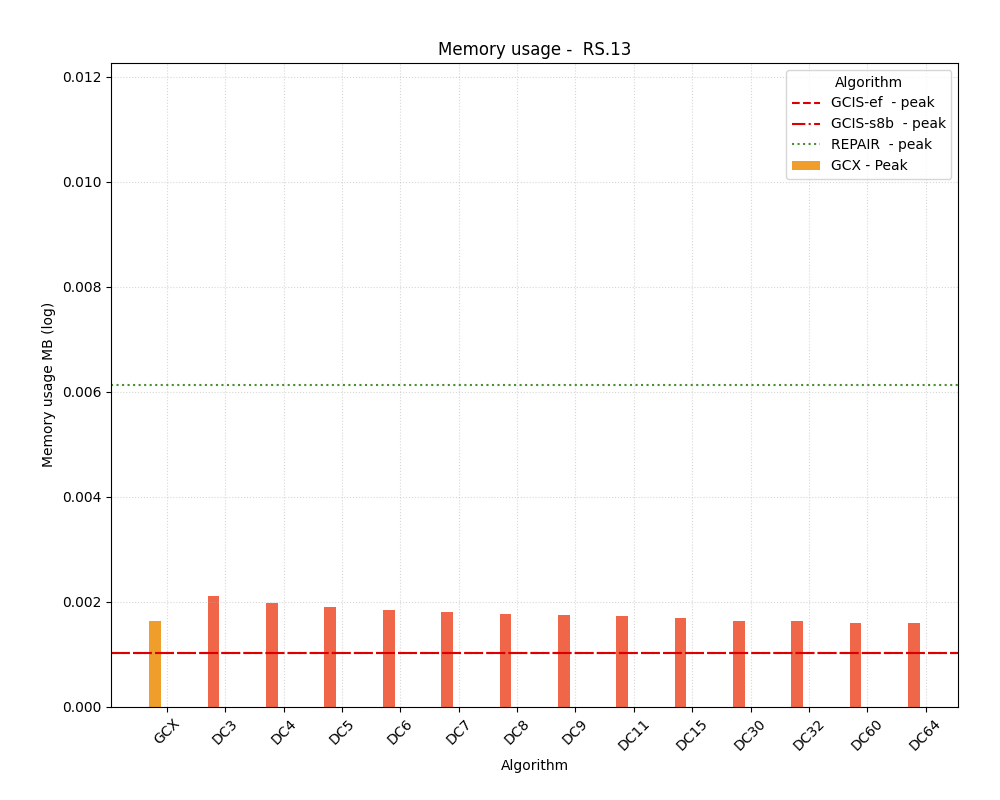 Memory usage -  RS.13
Memory usage MB (log)
0.012
0.010
0.008
0.006
0.004
0.002
0.000
Algorithm
GCIS-ef  - peak
GCIS-s8b  - peak
REPAIR  - peak
GCX - Peak
GCX
DC3
DC4
DC5
DC6
DC7
DC8
DC9
DC11
DC15
DC30
DC32
DC60
DC64
Algorithm